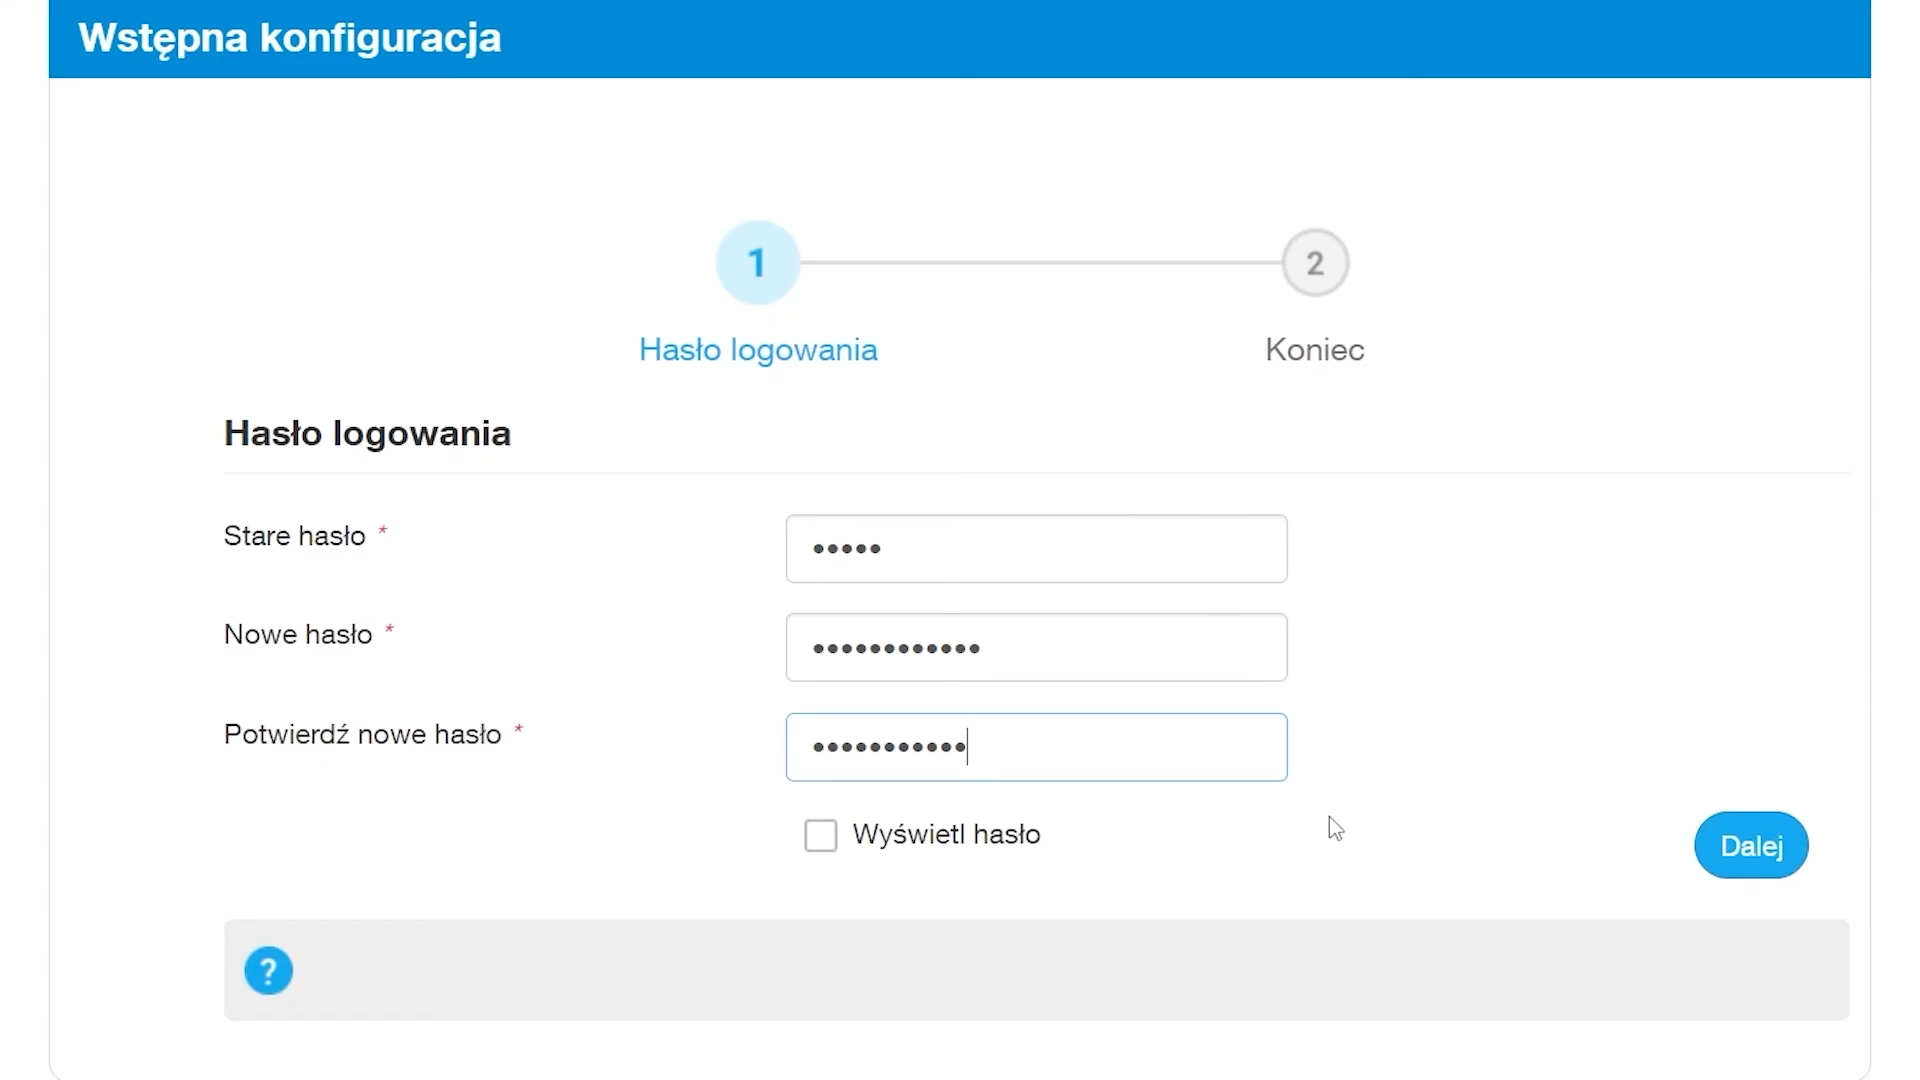 Wstępna konfiguracja
1
2
Hasło logowania
Koniec
Hasło logowania
Stare hasło *
•••••
Nowe hasło *
••••••••••••
Potwierdź nowe hasło *
•••••••••••
Wyświetl hasło
Dalej
?